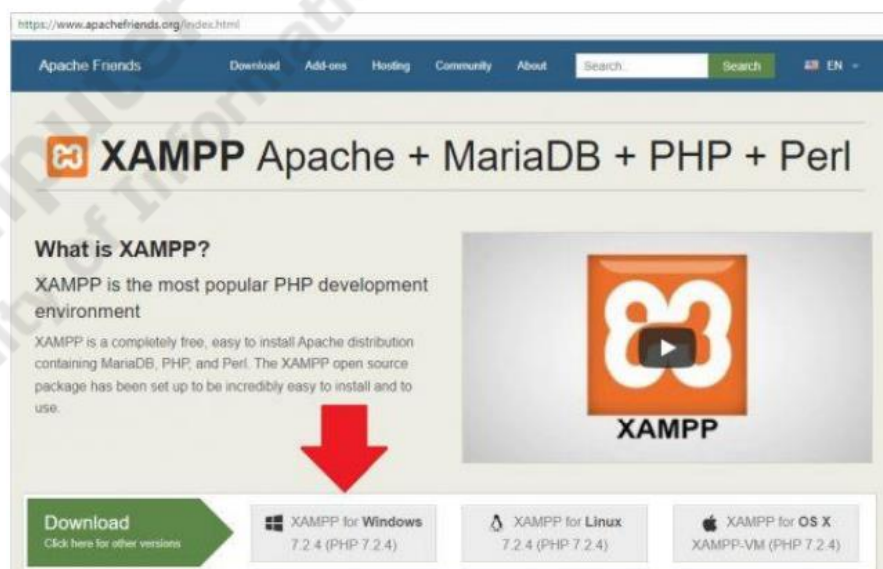 https://www.apachefriends.org/index.html
Apache Friends Download Add-ons Hosting Community About Search... Search EN
XAMPP Apache + MariaDB + PHP + Perl
What is XAMPP?
XAMPP is the most popular PHP development
environment
XAMPP is a completely free, easy to install Apache distribution
containing MariaDB, PHP, and Perl. The XAMPP open source
package has been set up to be incredibly easy to install and to
use.
XAMPP
Download
Click here for other versions
XAMPP for Windows
7.2.4 (PHP 7.2.4)
XAMPP for Linux
7.2.4 (PHP 7.2.4)
XAMPP for OS X
XAMPP-VM (PHP 7.2.4)